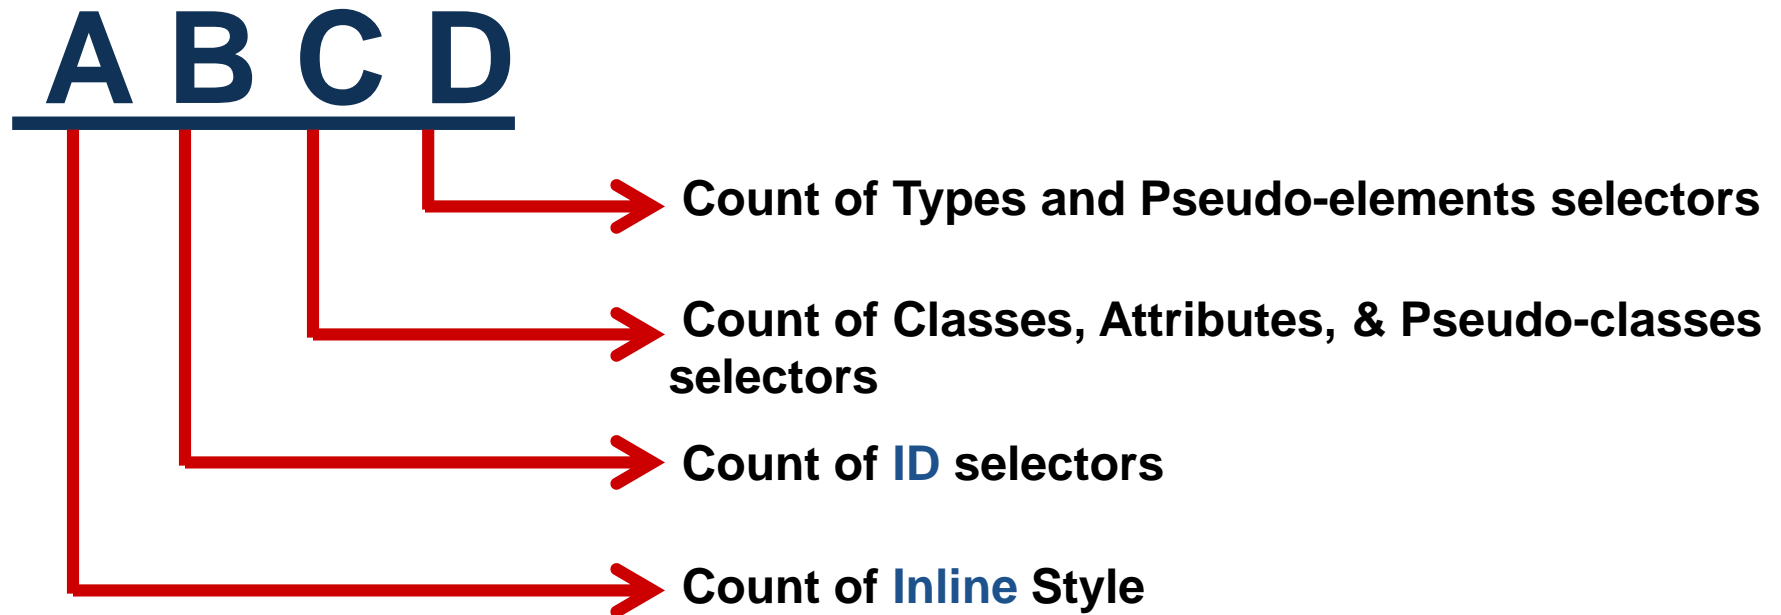 A B C D
Count of Types and Pseudo-elements selectors
Count of Classes, Attributes, & Pseudo-classes
selectors
Count of ID selectors
Count of Inline Style